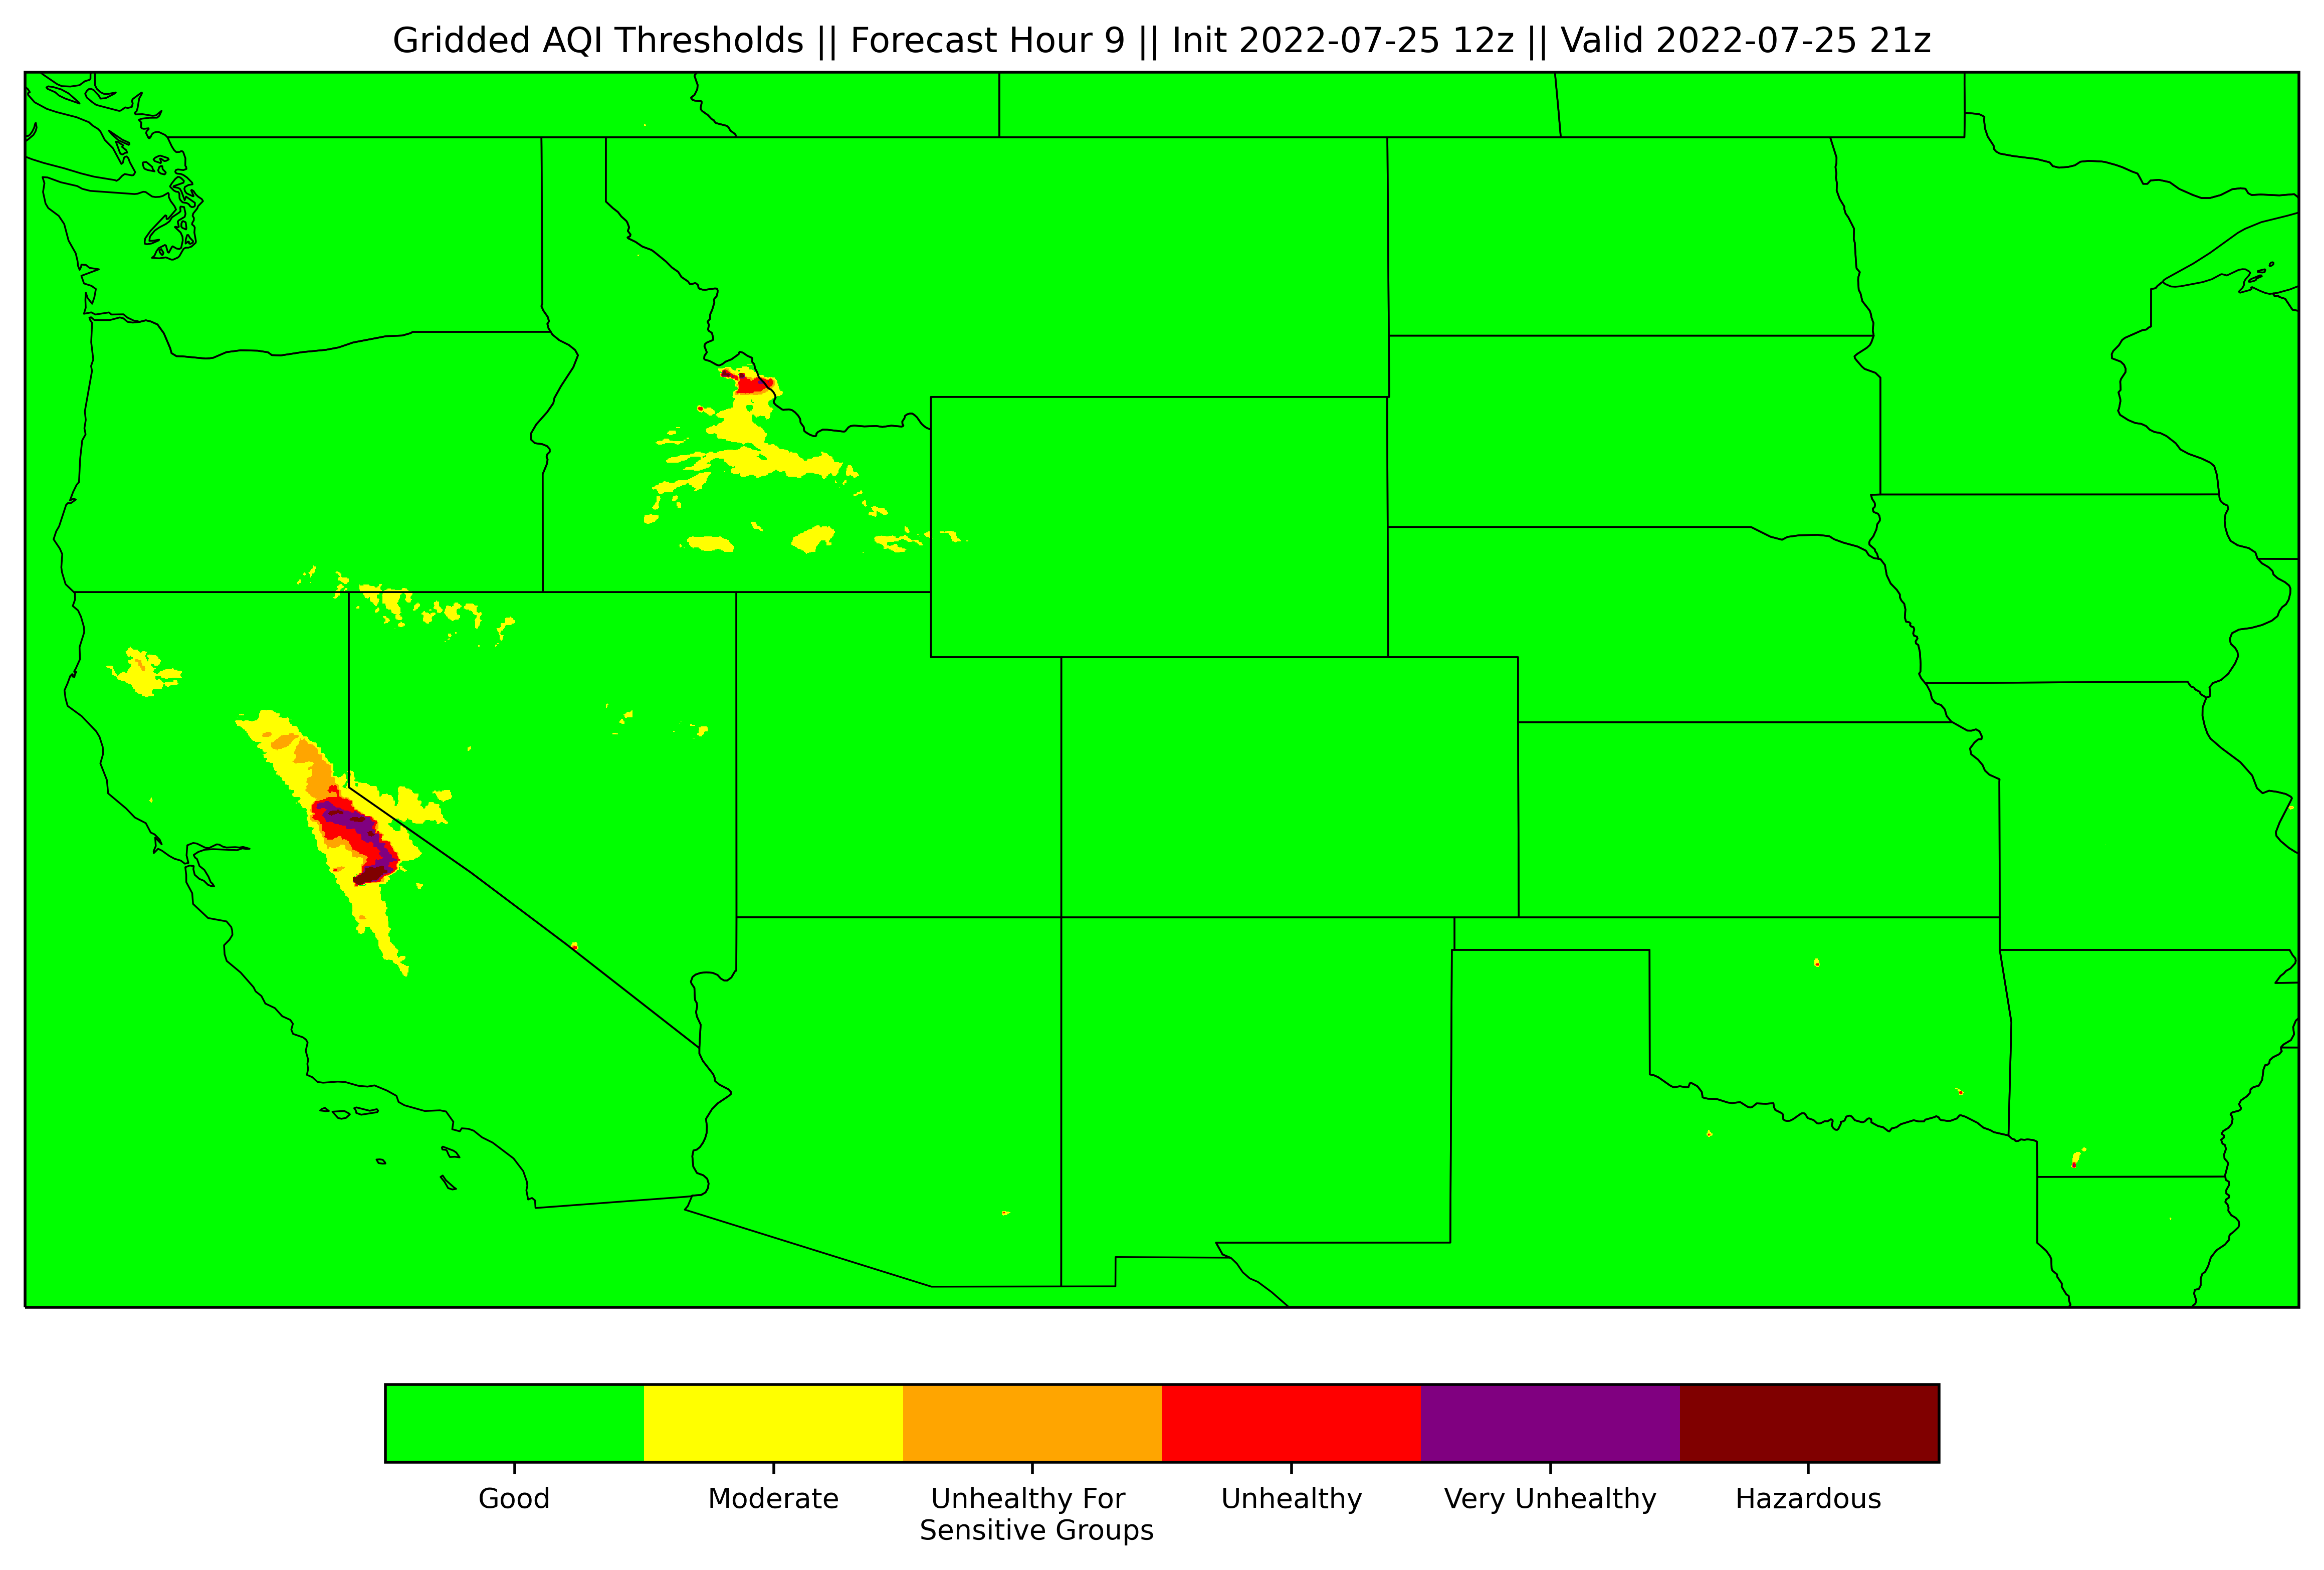 Gridded AQI Thresholds || Forecast Hour 9 || Init 2022-07-25 12z || Valid 2022-07-25 21z
Good
Moderate
Unhealthy For
Sensitive Groups
Unhealthy
Very Unhealthy
Hazardous